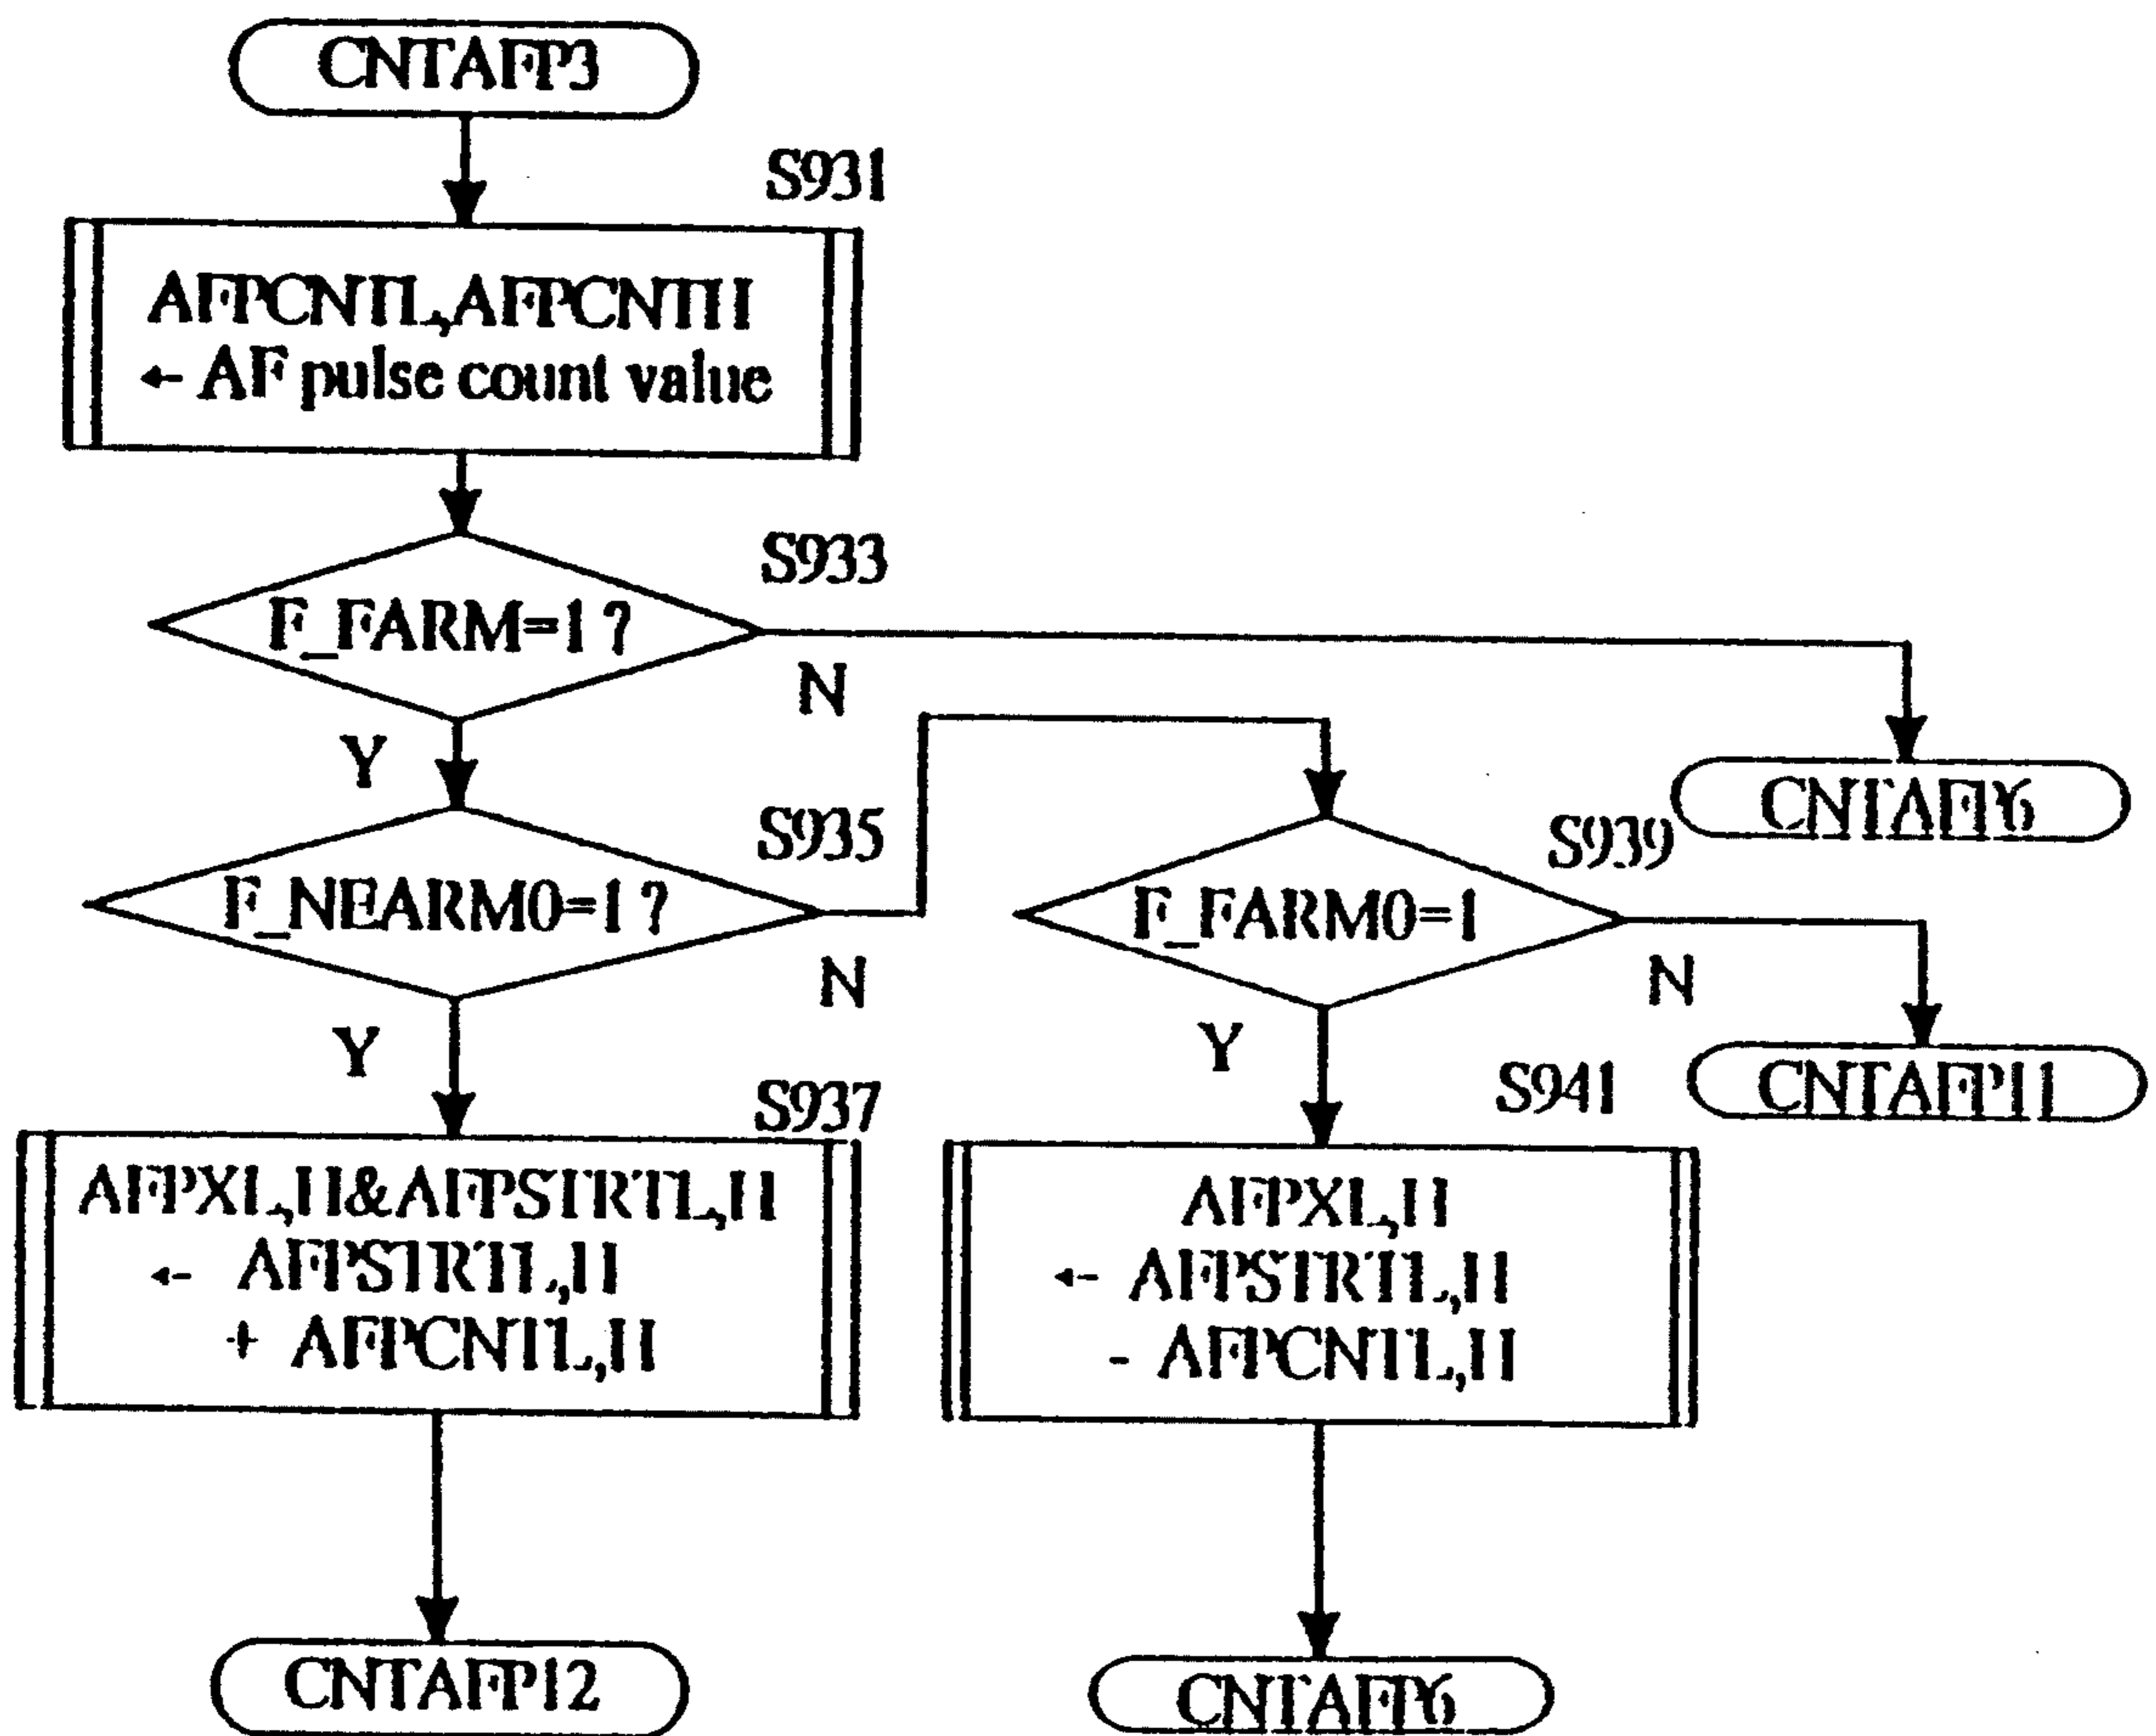 CNTAFP3
S931
AFPCNTL,AFPCNTH
← AF pulse count value
S933
F_FARM=1 ?
N
Y
CNTAFP6
S935
F_NEARM0=1 ?
N
Y
S939
F_FARM0=1
N
Y
CNTAFP11
S937
AFPXL,H&AFPSTRTL,H
← AFPSTRTL,H
+ AFPCNTL,H
S941
AFPXL,H
← AFPSTRTL,H
- AFPCNTL,H
CNTAFP12
CNTAFP6